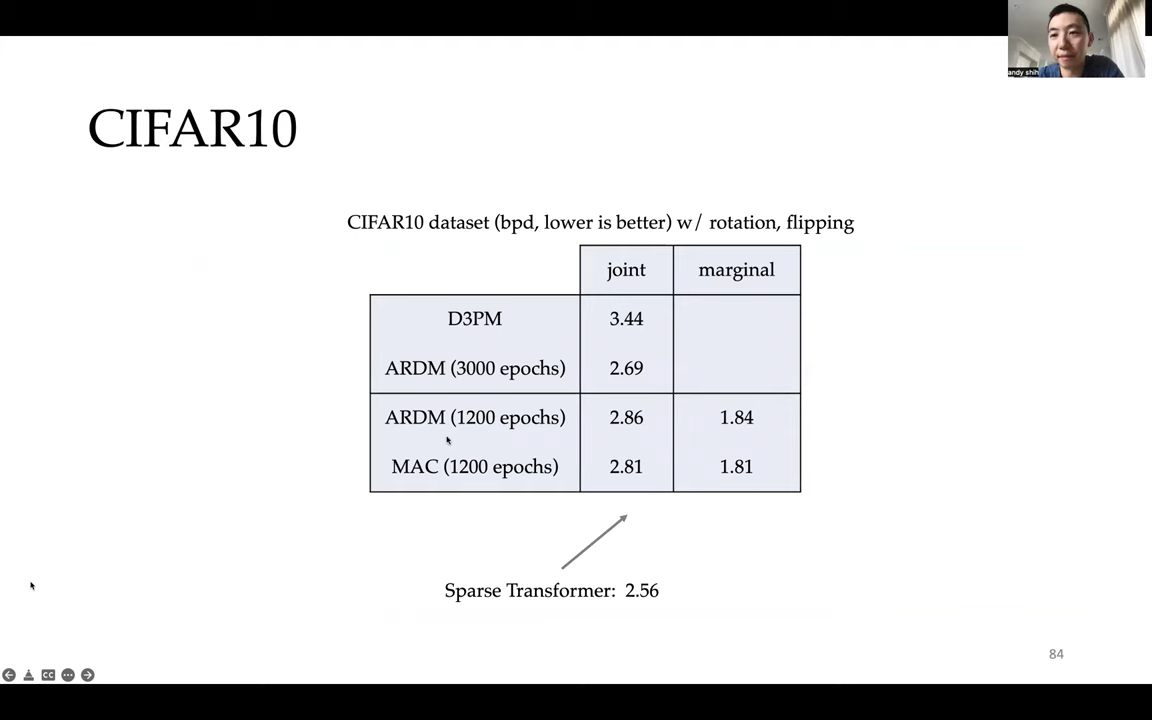 andy shih
CIFAR10
CIFAR10 dataset (bpd, lower is better) w/ rotation, flipping
joint marginal
D3PM 3.44
ARDM (3000 epochs) 2.69
ARDM (1200 epochs) 2.86 1.84
MAC (1200 epochs) 2.81 1.81
Sparse Transformer: 2.56
84
CC